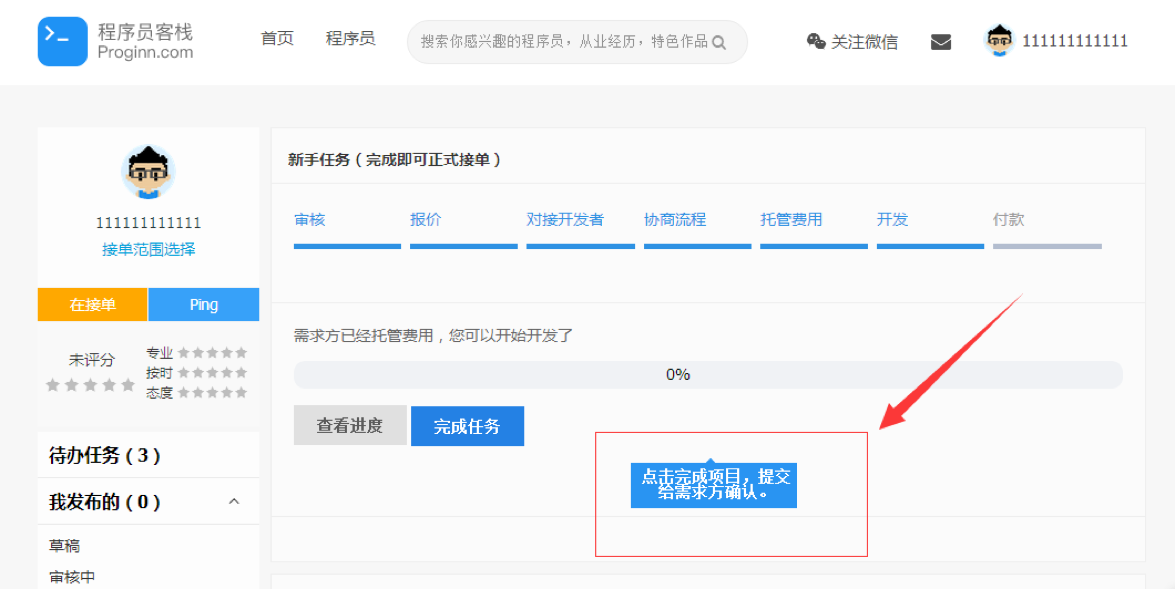 程序员客栈
Proginn.com
首页
程序员
搜索你感兴趣的程序员，从业经历，特色作品
关注微信
111111111111
111111111111
接单范围选择
在接单
Ping
未评分
专业
按时
态度
待办任务 ( 3 )
我发布的 ( 0 )
草稿
审核中
新手任务 ( 完成即可正式接单 )
审核
报价
对接开发者
协商流程
托管费用
开发
付款
需求方已经托管费用，您可以开始开发了
0%
查看进度
完成任务
点击完成项目，提交
给需求方确认。